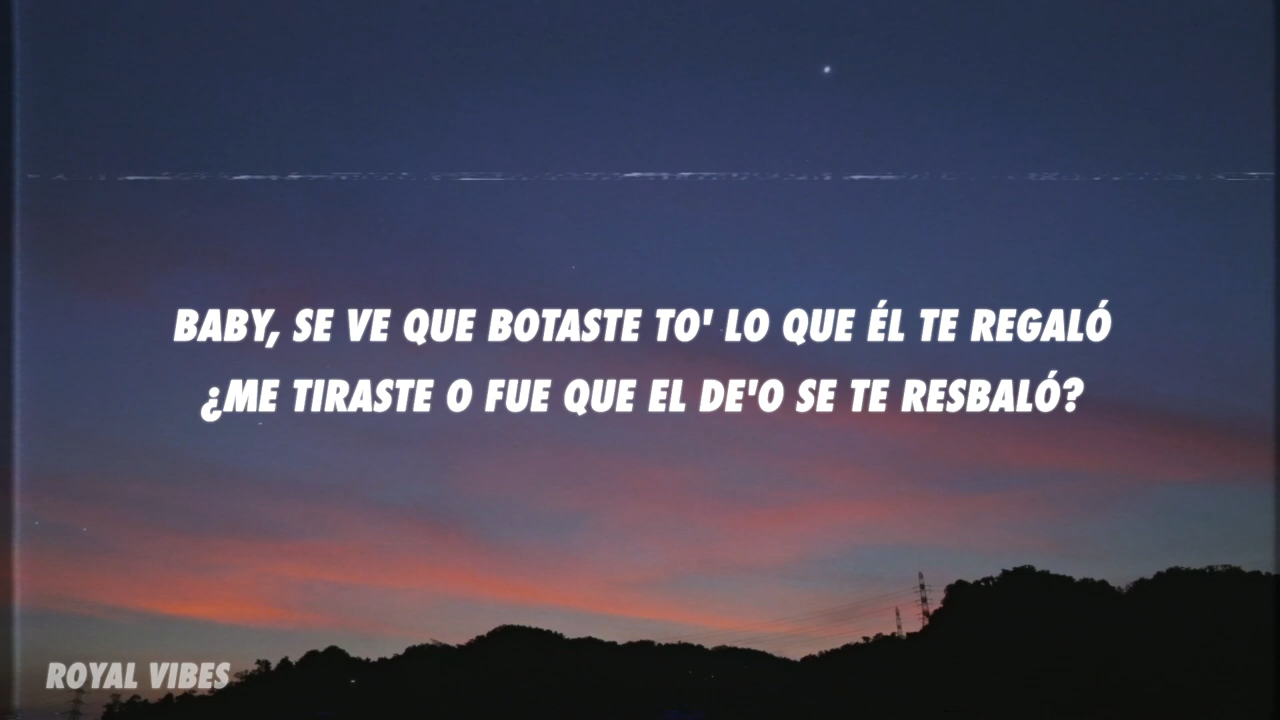 BABY, SE VE QUE BOTASTE TO' LO QUE ÉL TE REGALÓ
¿ME TIRASTE O FUE QUE EL DE'O SE TE RESBALÓ?
ROYAL VIBES